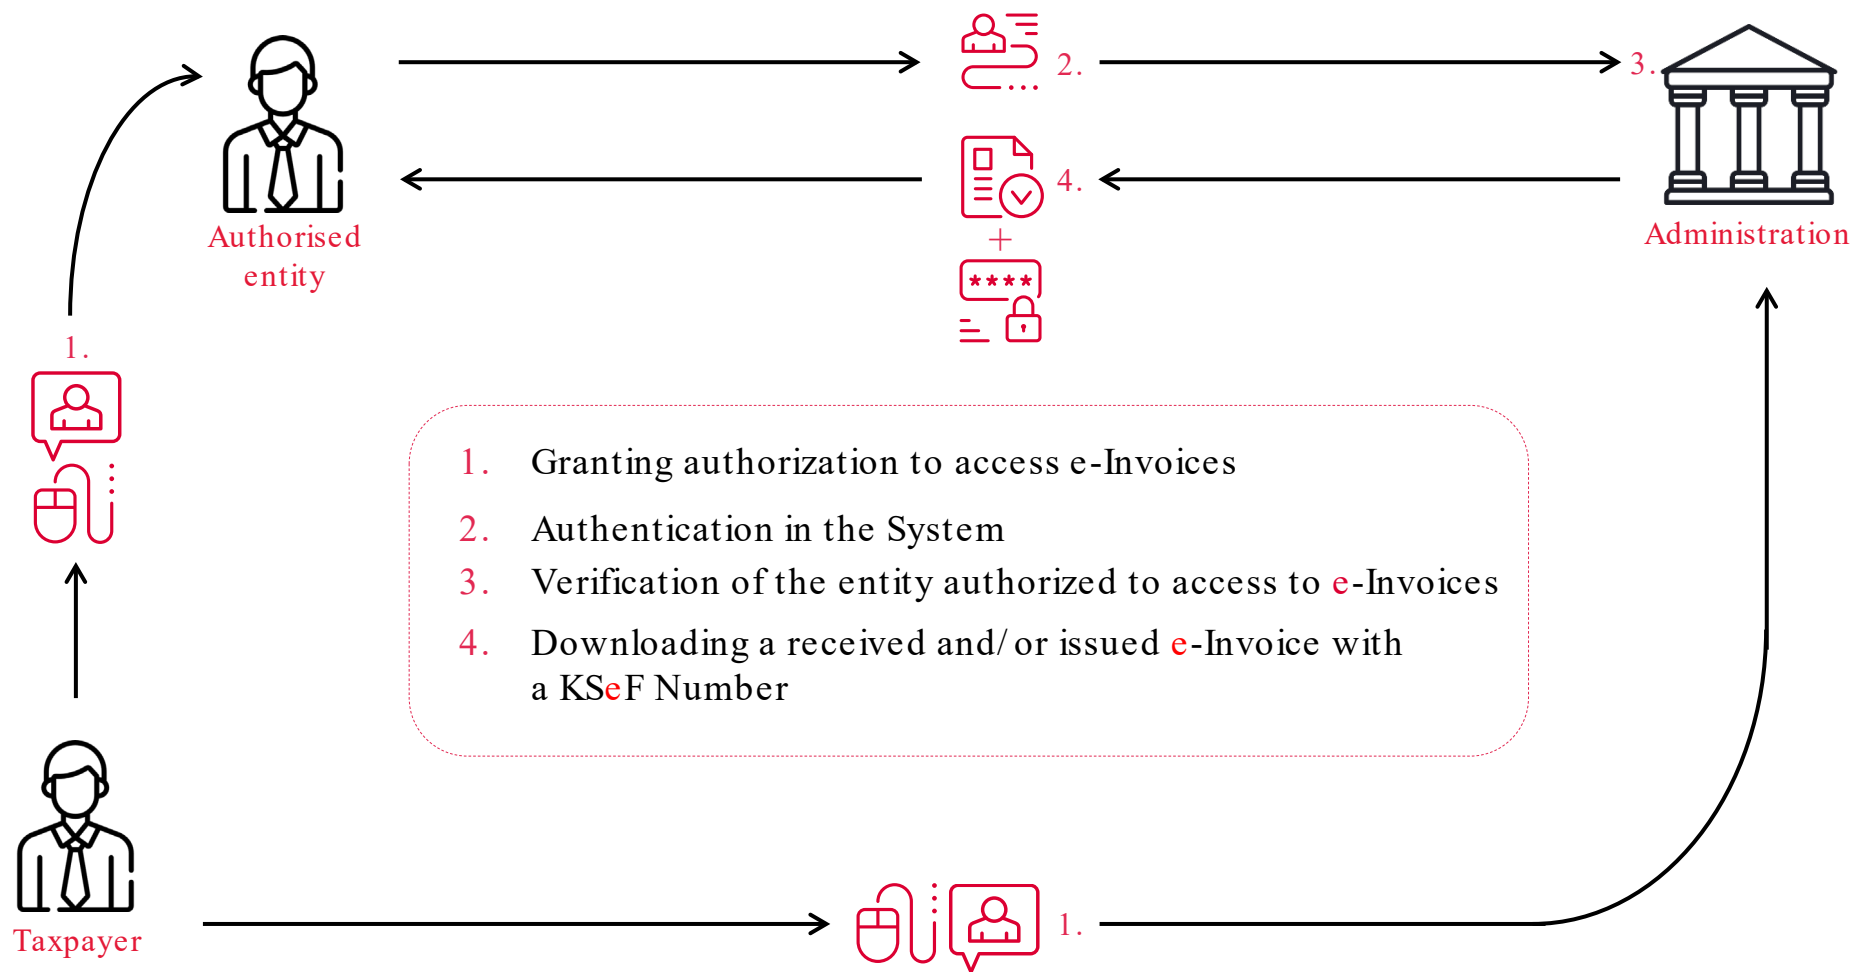 2.
3.
4.
Authorised
entity
Administration
+
****
1.
1. Granting authorization to access e-Invoices
2. Authentication in the System
3. Verification of the entity authorized to access to e-Invoices
4. Downloading a received and/or issued e-Invoice with
a KSeF Number
Taxpayer
1.